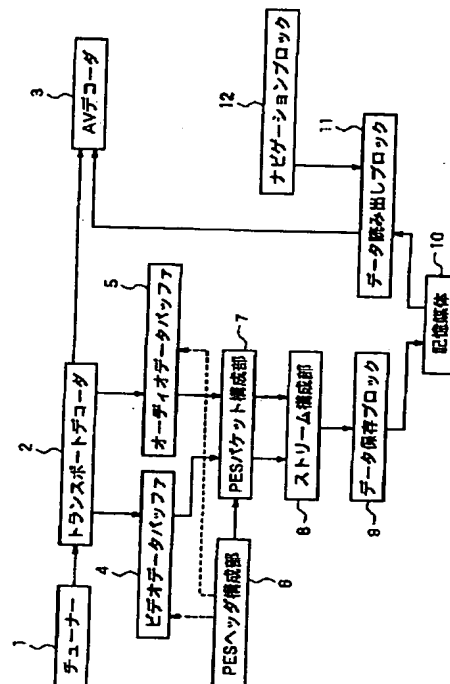 1
チューナー
2
トランスポートデコーダ
3
AVデコーダ
4
ビデオデータバッファ
5
オーディオデータバッファ
6
PESヘッダ構成部
7
PESパケット構成部
8
ストリーム構成部
9
データ保存ブロック
10
記憶媒体
11
データ読み出しブロック
12
ナビゲーションブロック